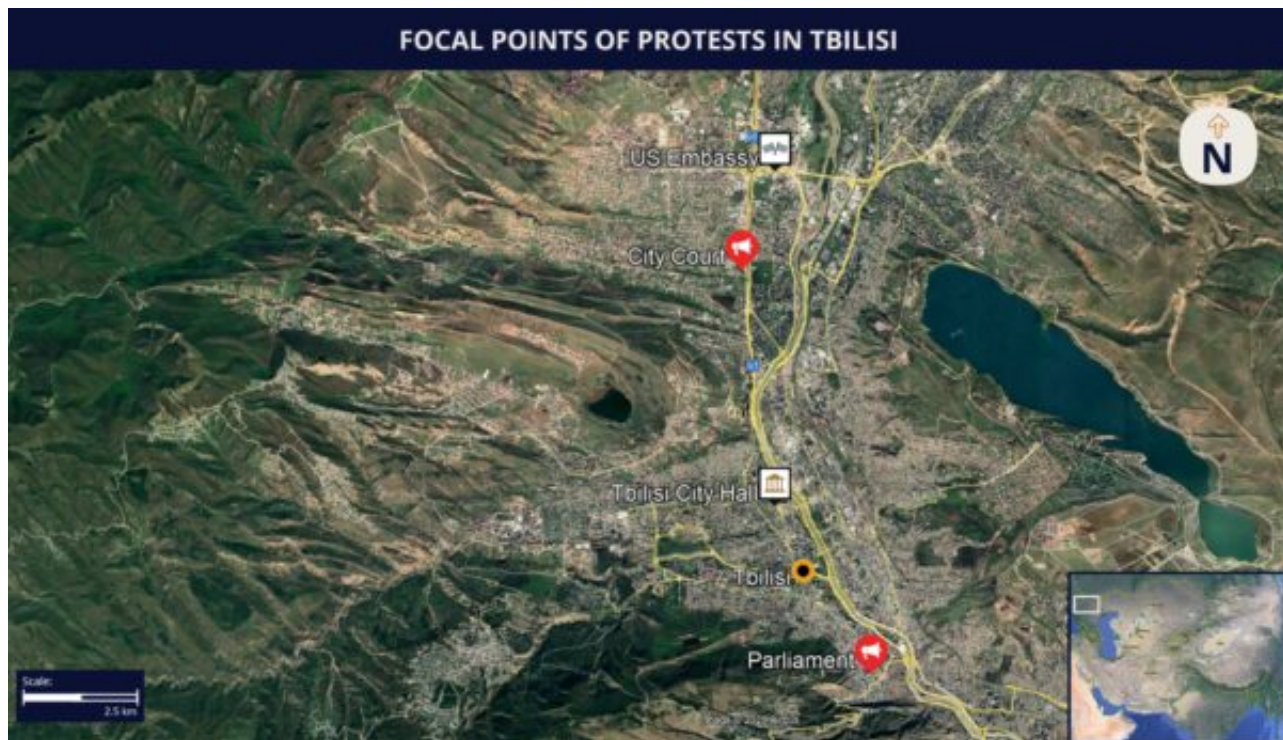 FOCAL POINTS OF PROTESTS IN TBILISI
N
US Embassy
City Court
Tbilisi City Hall
Tbilisi
Parliament
Scale:
2.5 km